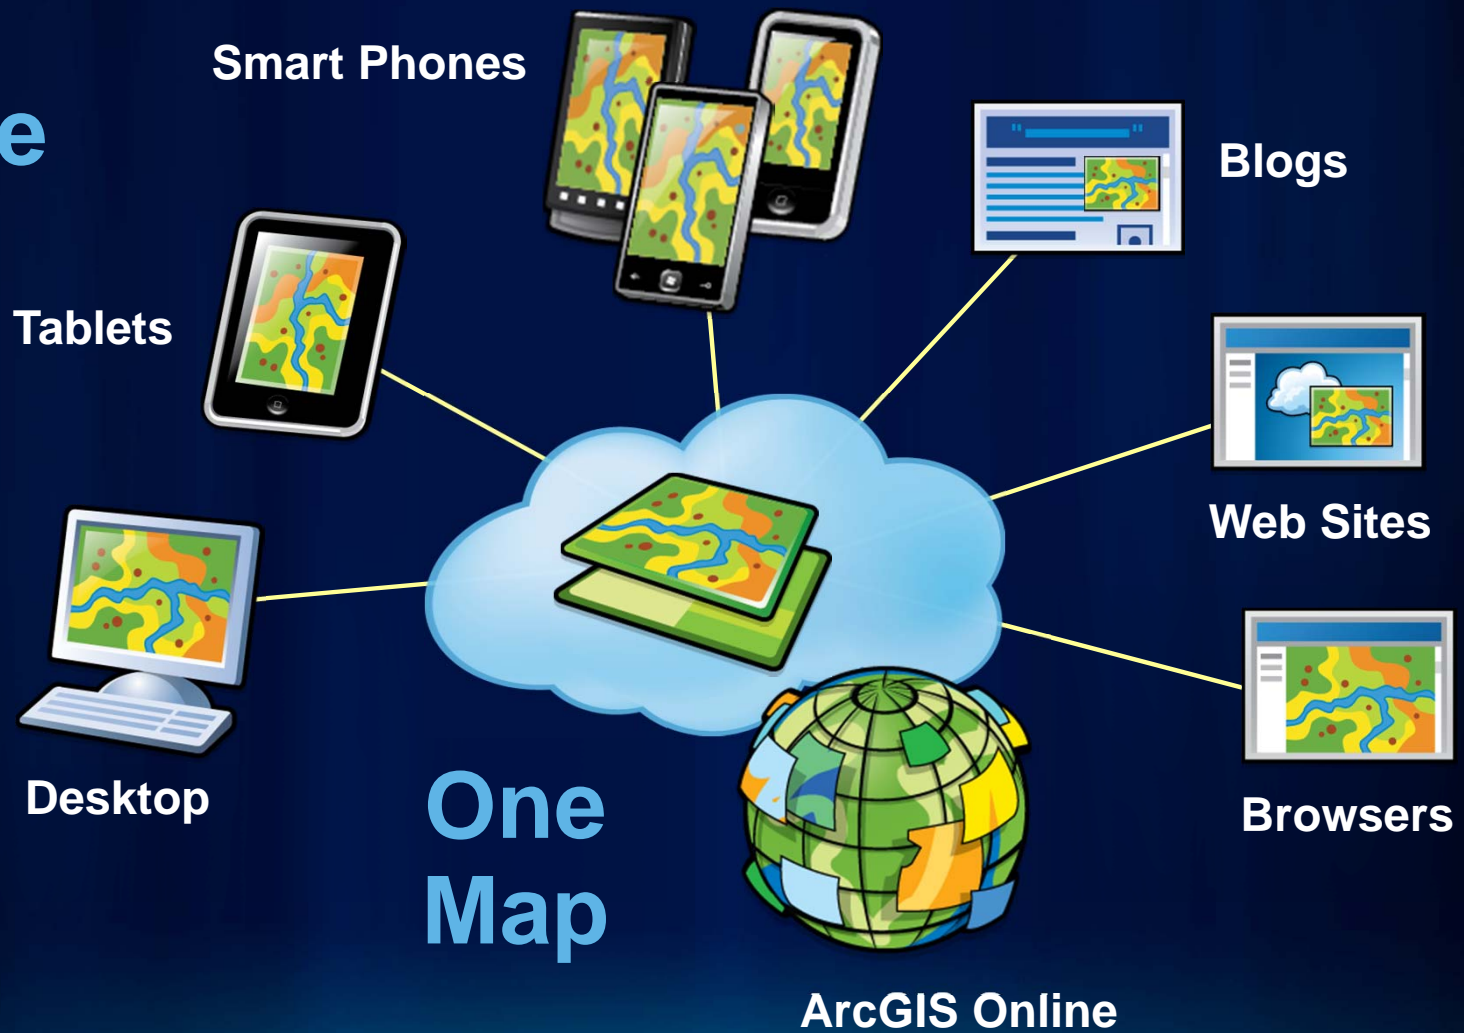 Smart Phones
e
Blogs
Tablets
Web Sites
Desktop
One
Map
Browsers
ArcGIS Online